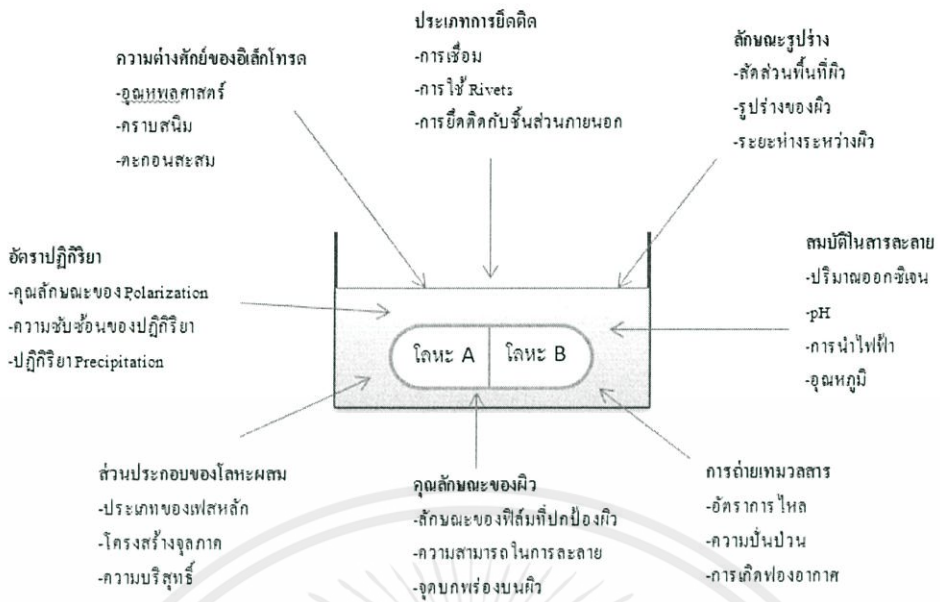 ประเภทการยึดติด
-การเชื่อม
-การใช้ Rivets
-การยึดติดกับชิ้นส่วนภายนอก
ความต่างศักย์ของอิเล็กโทรด
-อุณหพลศาสตร์
-คราบสนิม
-ตะกอนสะสม
ลักษณะรูปร่าง
-สัดส่วนพื้นที่ผิว
-รูปร่างของผิว
-ระยะห่างระหว่างผิว
อัตราปฏิกิริยา
-คุณลักษณะของ Polarization
-ความซับซ้อนของปฏิกิริยา
-ปฏิกิริยา Precipitation
สมบัติในสารละลาย
-ปริมาณออกซิเจน
-pH
-การนำไฟฟ้า
-อุณหภูมิ
โลหะ A
โลหะ B
ส่วนประกอบของโลหะผสม
-ประเภทของเฟสหลัก
-โครงสร้างจุลภาค
-ความบริสุทธิ์
คุณลักษณะของผิว
-ลักษณะของฟิล์มที่ปกป้องผิว
-ความสามารถในการละลาย
-จุดบกพร่องบนผิว
การถ่ายเทมวลสาร
-อัตราการไหล
-ความปั่นป่วน
-การเกิดฟองอากาศ